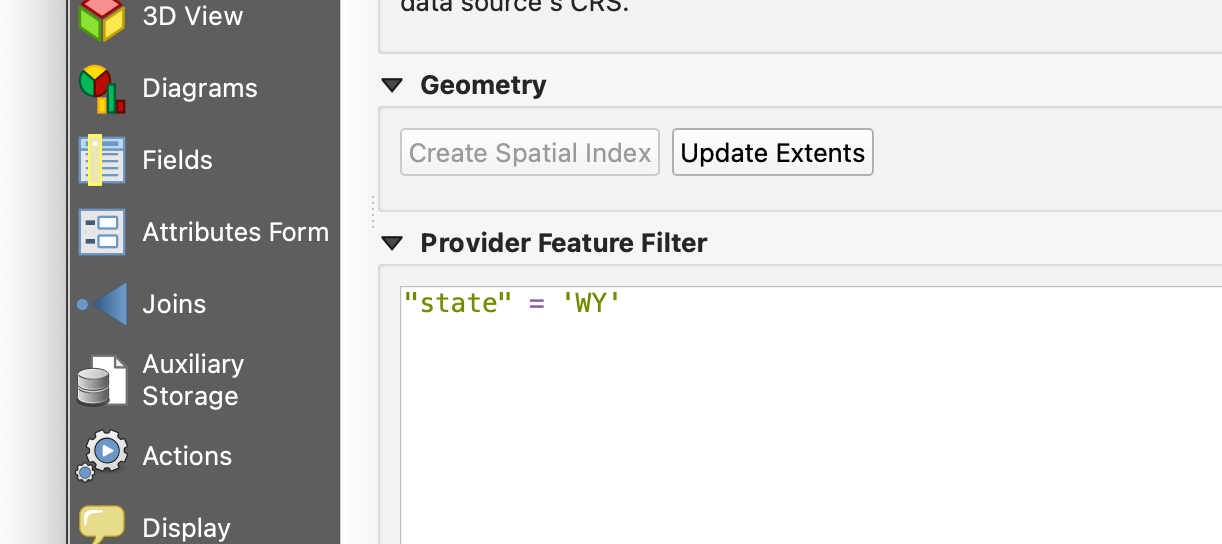 3D View
Diagrams
Fields
Attributes Form
Joins
Auxiliary
Storage
Actions
Display
data source's CRS.
Geometry
Create Spatial Index
Update Extents
Provider Feature Filter
"state" = 'WY'